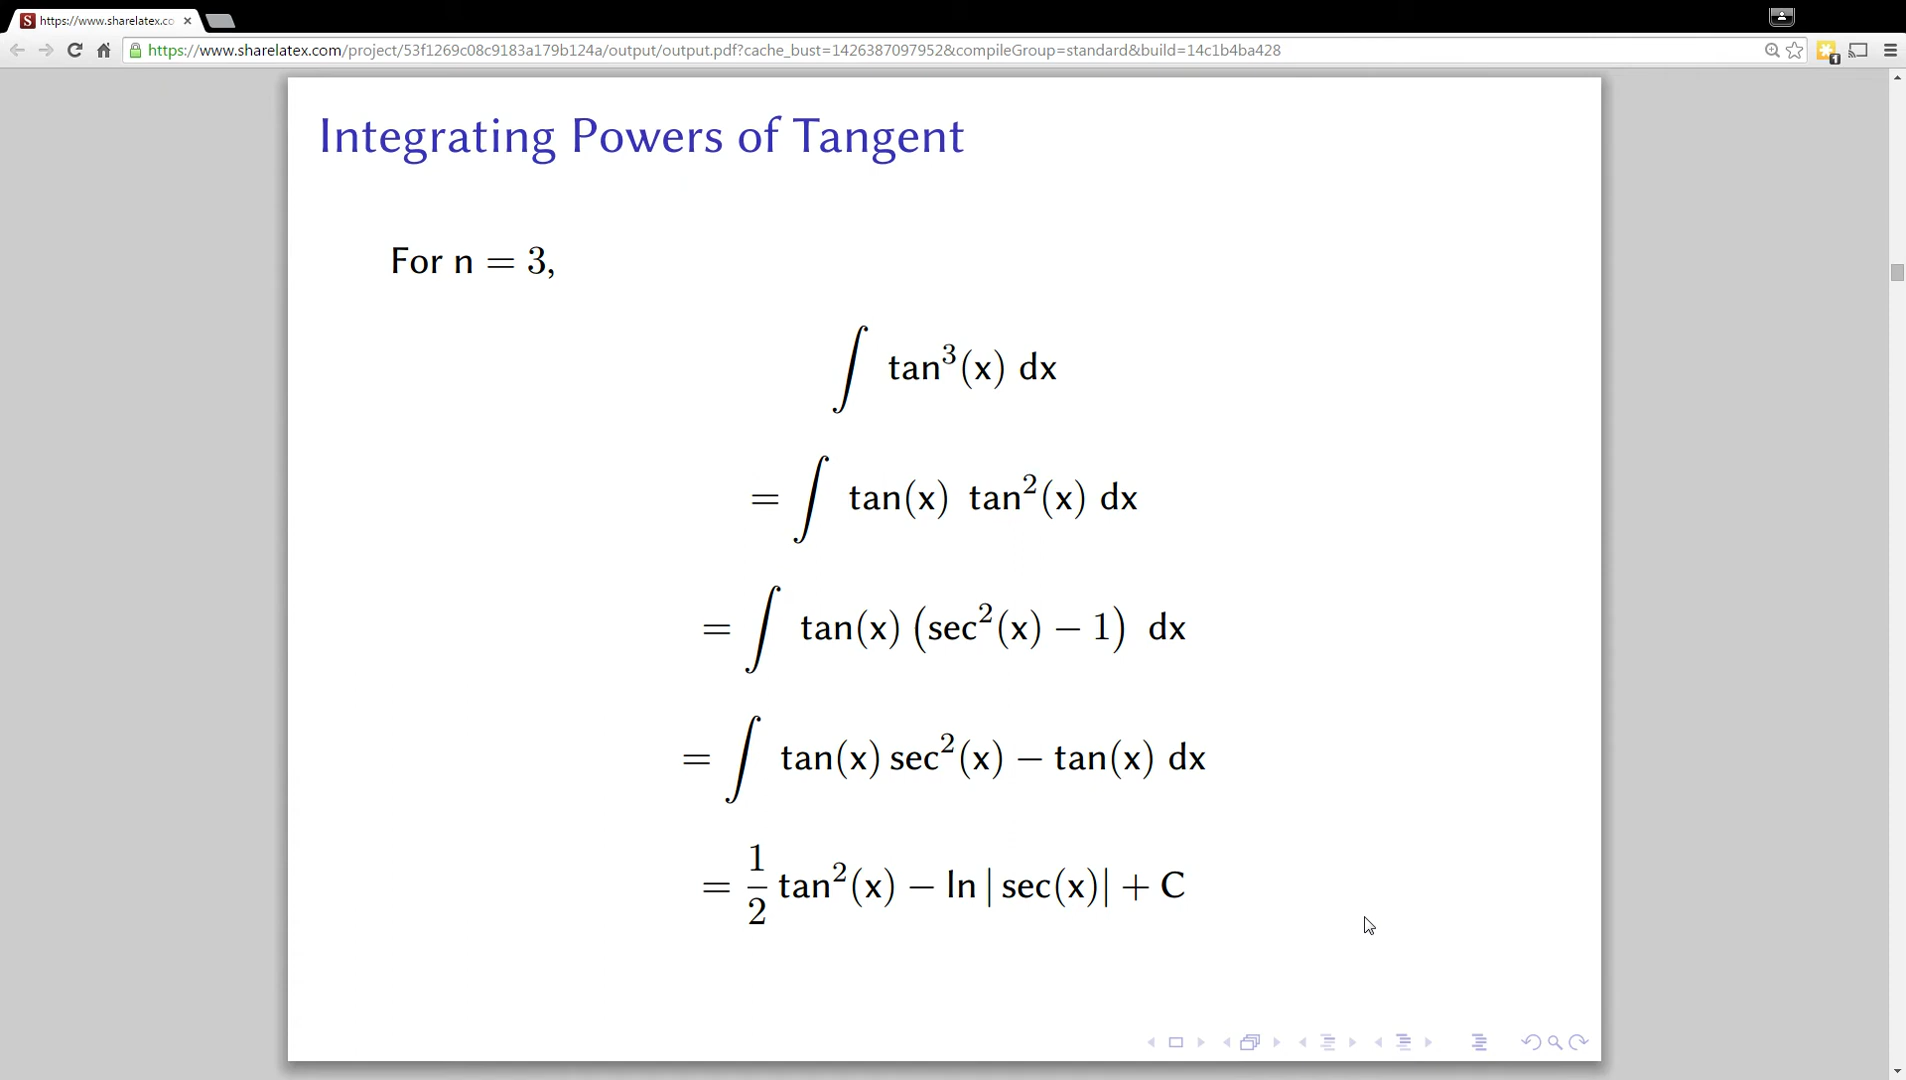 https://www.sharelatex.co
https://www.sharelatex.com/project/53f1269c08c9183a179b124a/output/output.pdf?cache_bust=1426387097952&compileGroup=standard&build=14c1b4ba428
1
Integrating Powers of Tangent
For n = 3,
∫ tan³(x) dx
= ∫ tan(x) tan²(x) dx
= ∫ tan(x) (sec²(x) − 1) dx
= ∫ tan(x) sec²(x) − tan(x) dx
= 1/2 tan²(x) − ln |sec(x)| + C